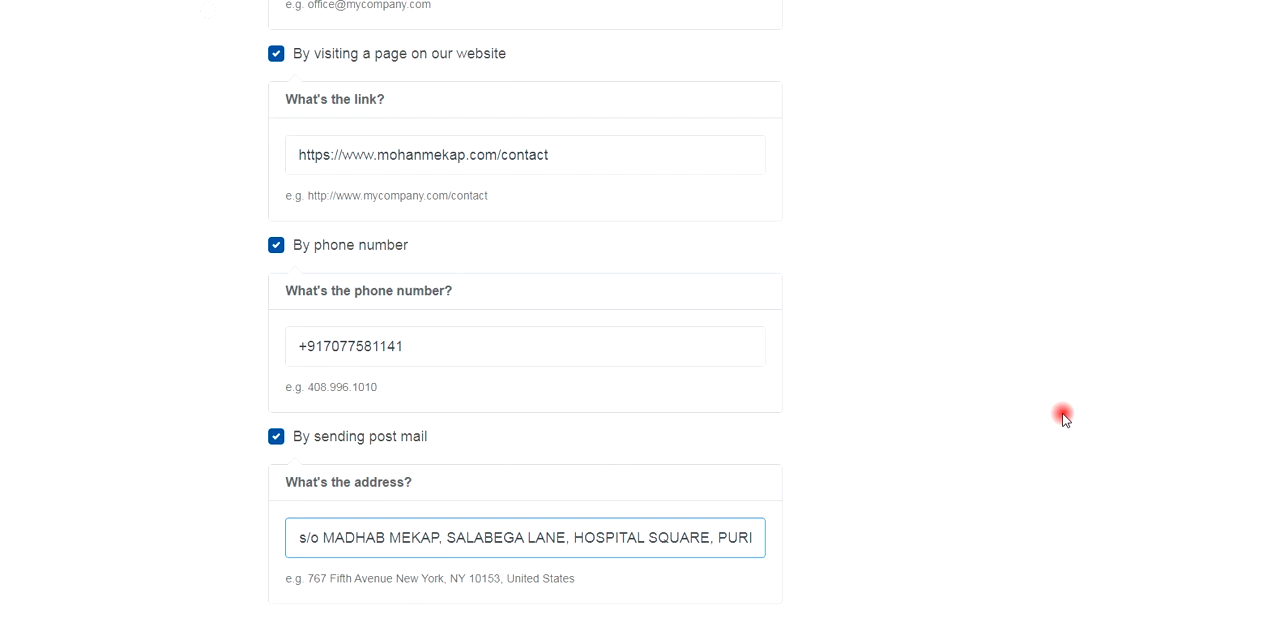 e.g. office@mycompany.com
By visiting a page on our website
What's the link?
https://www.mohanmekap.com/contact
e.g. http://www.mycompany.com/contact
By phone number
What's the phone number?
+917077581141
e.g. 408.996.1010
By sending post mail
What's the address?
s/o MADHAB MEKAP, SALABEGA LANE, HOSPITAL SQUARE, PURI
e.g. 767 Fifth Avenue New York, NY 10153, United States